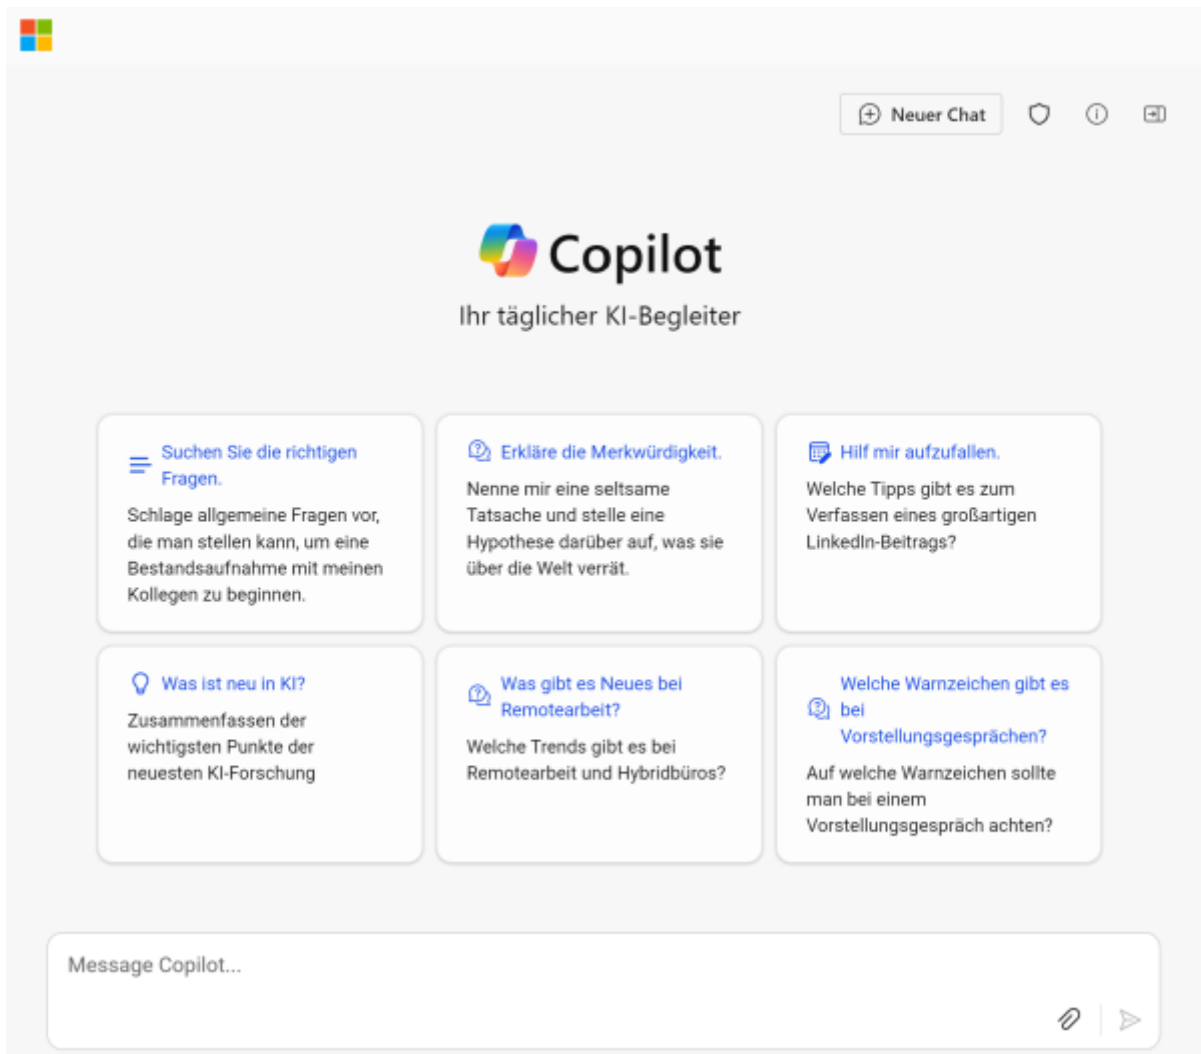 Neuer Chat
Copilot
Ihr täglicher KI-Begleiter
Suchen Sie die richtigen
Fragen.
Schlage allgemeine Fragen vor,
die man stellen kann, um eine
Bestandsaufnahme mit meinen
Kollegen zu beginnen.
Erkläre die Merkwürdigkeit.
Nenne mir eine seltsame
Tatsache und stelle eine
Hypothese darüber auf, was sie
über die Welt verrät.
Hilf mir aufzufallen.
Welche Tipps gibt es zum
Verfassen eines großartigen
LinkedIn-Beitrags?
Was ist neu in KI?
Zusammenfassen der
wichtigsten Punkte der
neuesten KI-Forschung
Was gibt es Neues bei
Remotearbeit?
Welche Trends gibt es bei
Remotearbeit und Hybridbüros?
Welche Warnzeichen gibt es
bei
Vorstellungsgesprächen?
Auf welche Warnzeichen sollte
man bei einem
Vorstellungsgespräch achten?
Message Copilot...